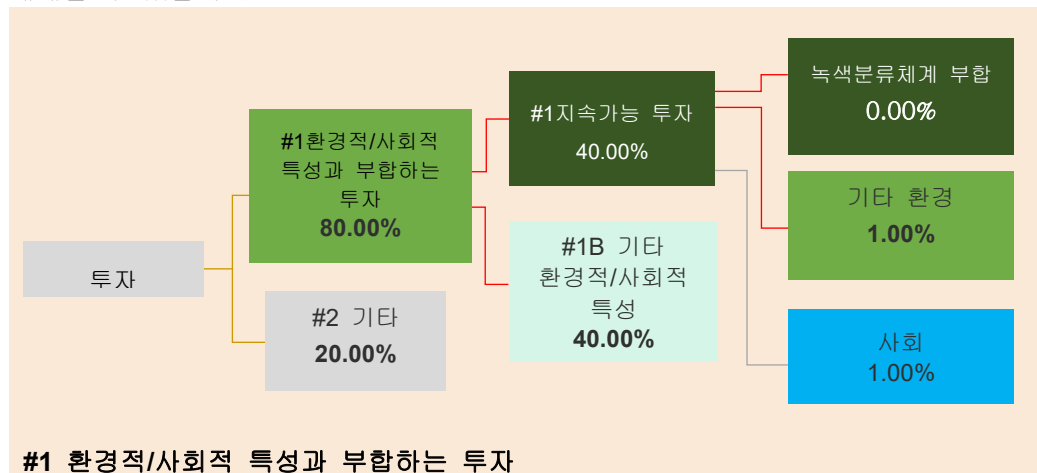 투자
#1환경적/사회적
특성과 부합하는
투자
80.00%
#2 기타
20.00%
#1지속가능 투자
40.00%
#1B 기타
환경적/사회적
특성
40.00%
녹색분류체계 부합
0.00%
기타 환경
1.00%
사회
1.00%
#1 환경적/사회적 특성과 부합하는 투자